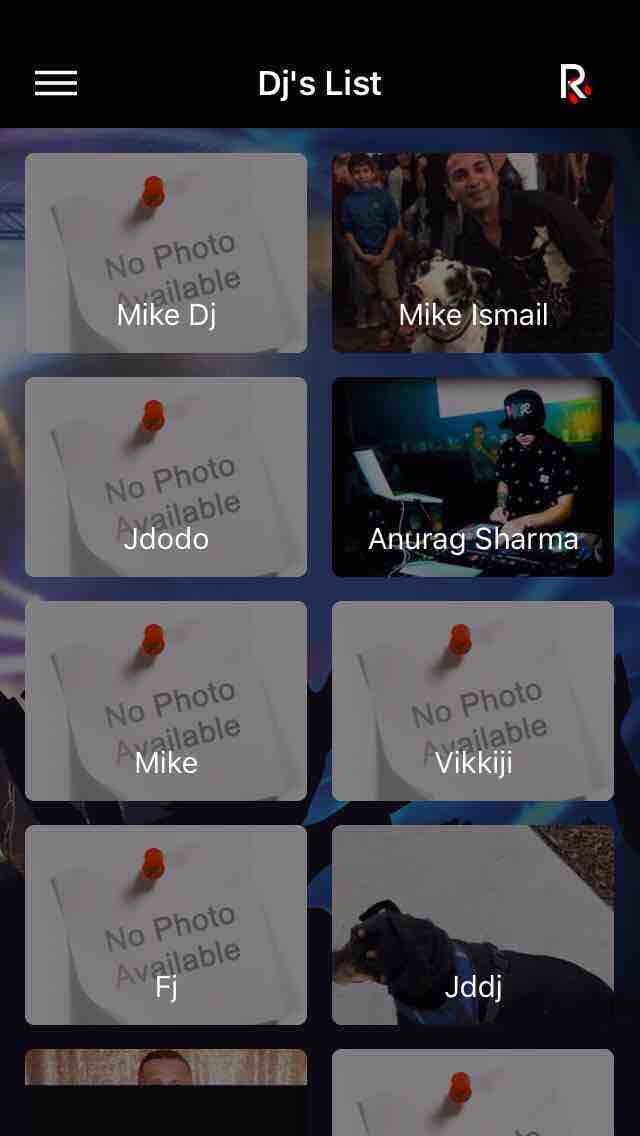 Dj's List
R
No Photo
Available
Mike Dj
Mike Ismail
No Photo
Available
Jdodo
Anurag Sharma
No Photo
Available
Mike
No Photo
Available
Vikkiji
No Photo
Available
Fj
Jddj